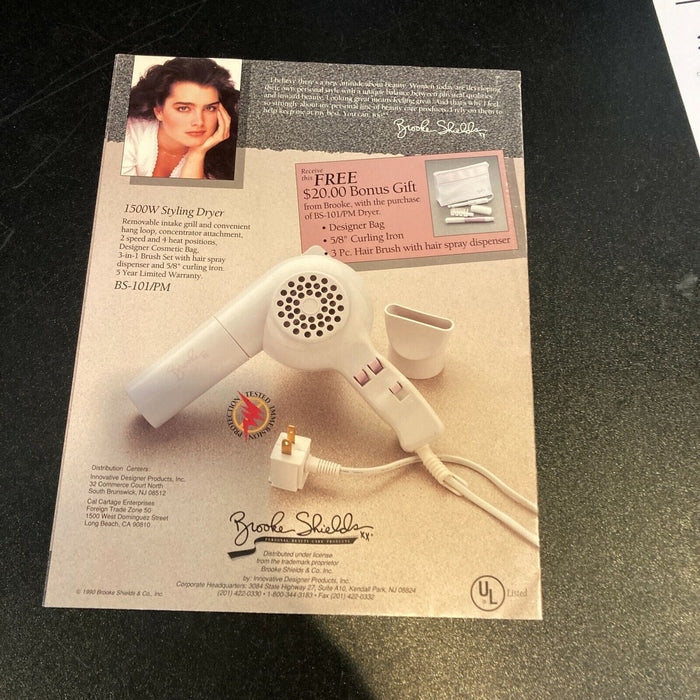 I believe there's a new attitude about beauty. Women today are developing
their own personal style with a unique balance between physical qualities
and inward beauty. Looking great means feeling great! And that's why I feel
so strongly about my personal line of beauty care products. I rely on them to
help keep me at my best. You can, too!"
Brooke Shields
Receive
this FREE
$20.00 Bonus Gift
from Brooke, with the purchase
of BS-101/PM Dryer.
• Designer Bag
• 5/8" Curling Iron
• 3 Pc. Hair Brush with hair spray dispenser
1500W Styling Dryer
Removable intake grill and convenient
hang loop, concentrator attachment,
2 speed and 4 heat positions,
Designer Cosmetic Bag,
3-in-1 Brush Set with hair spray
dispenser and 5/8" curling iron.
5 Year Limited Warranty.
BS-101/PM
Brooke
TESTED IMMERSION PROTECTION
Distribution Centers:
Innovative Designer Products, Inc.
32 Commerce Court North
South Brunswick, NJ 08512
Cal Cartage Enterprises
Foreign Trade Zone 50
1500 West Dominguez Street
Long Beach, CA 90810
Brooke Shields xx
PERSONAL BEAUTY CARE PRODUCTS
Distributed under license
from the trademark proprietor
Brooke Shields & Co., Inc.
by: Innovative Designer Products, Inc.
Corporate Headquarters: 3084 State Highway 27, Suite A10, Kendall Park, NJ 08824
(201) 422-0330 • 1-800-344-3183 • Fax (201) 422-0332
© 1990 Brooke Shields & Co., Inc.
UL Listed